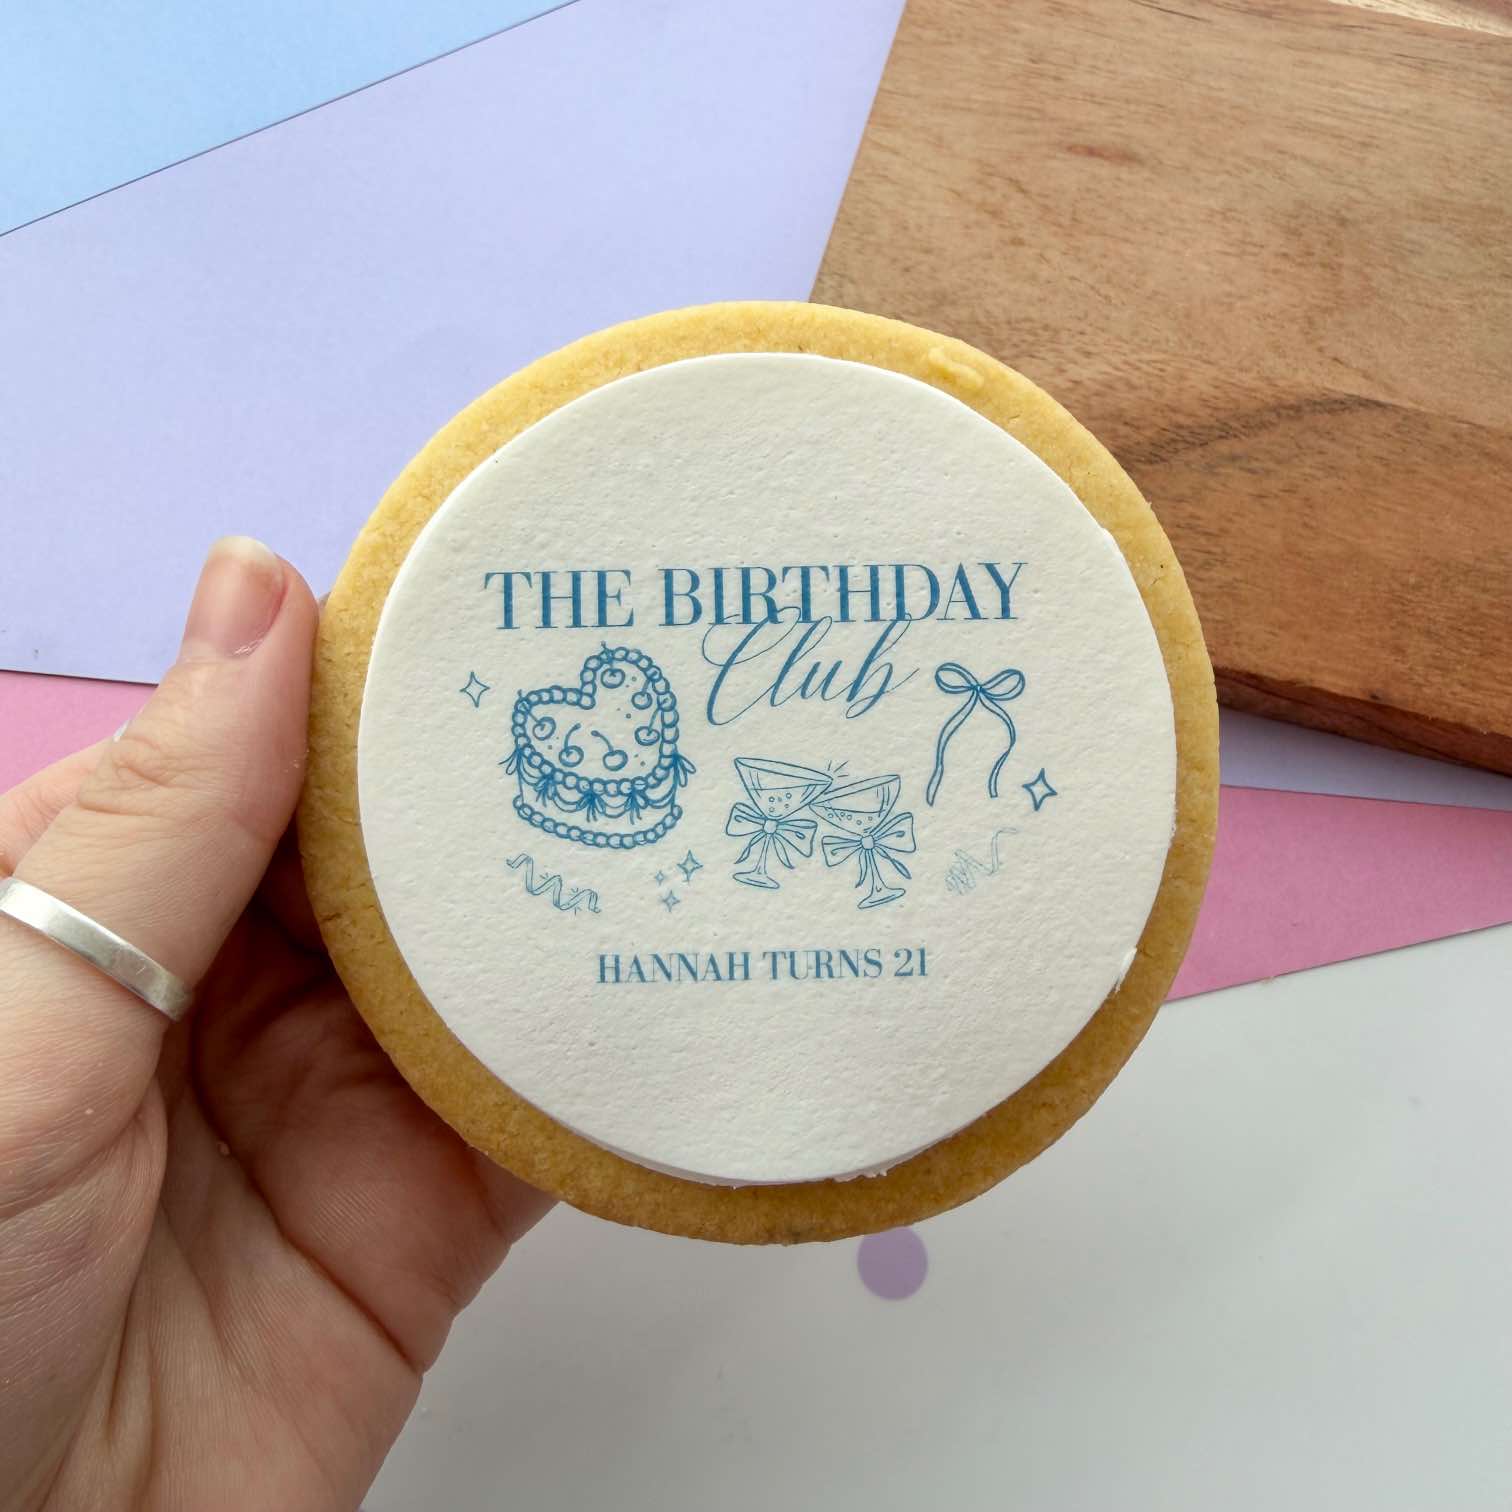 THE BIRTHDAY
Club
HANNAH TURNS 21